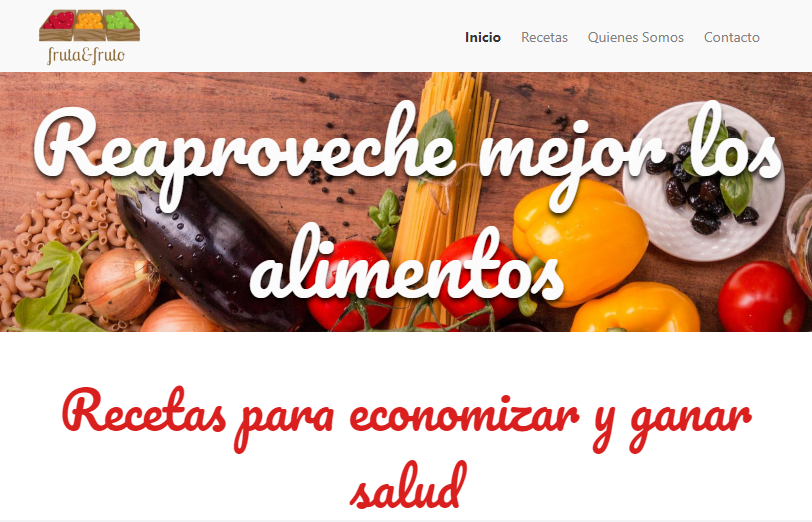 fruta&fruto
Inicio Recetas Quienes Somos Contacto
Reaproveche mejor los
alimentos
Recetas para economizar y ganar
salud